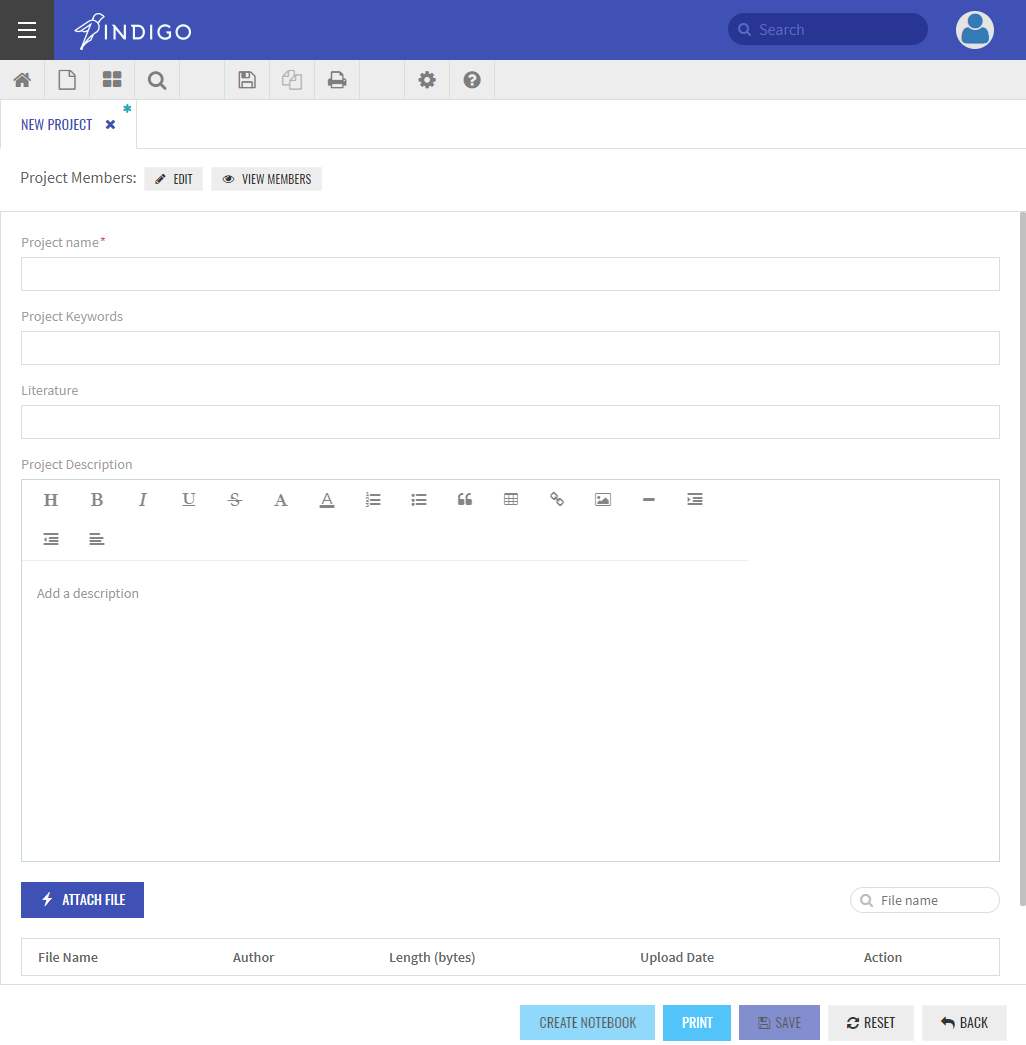 INDIGO
Search
NEW PROJECT
Project Members:
EDIT
VIEW MEMBERS
Project name*
Project Keywords
Literature
Project Description
H B I U S A A
Add a description
ATTACH FILE
File name
File Name Author Length (bytes) Upload Date Action
CREATE NOTEBOOK PRINT SAVE RESET BACK